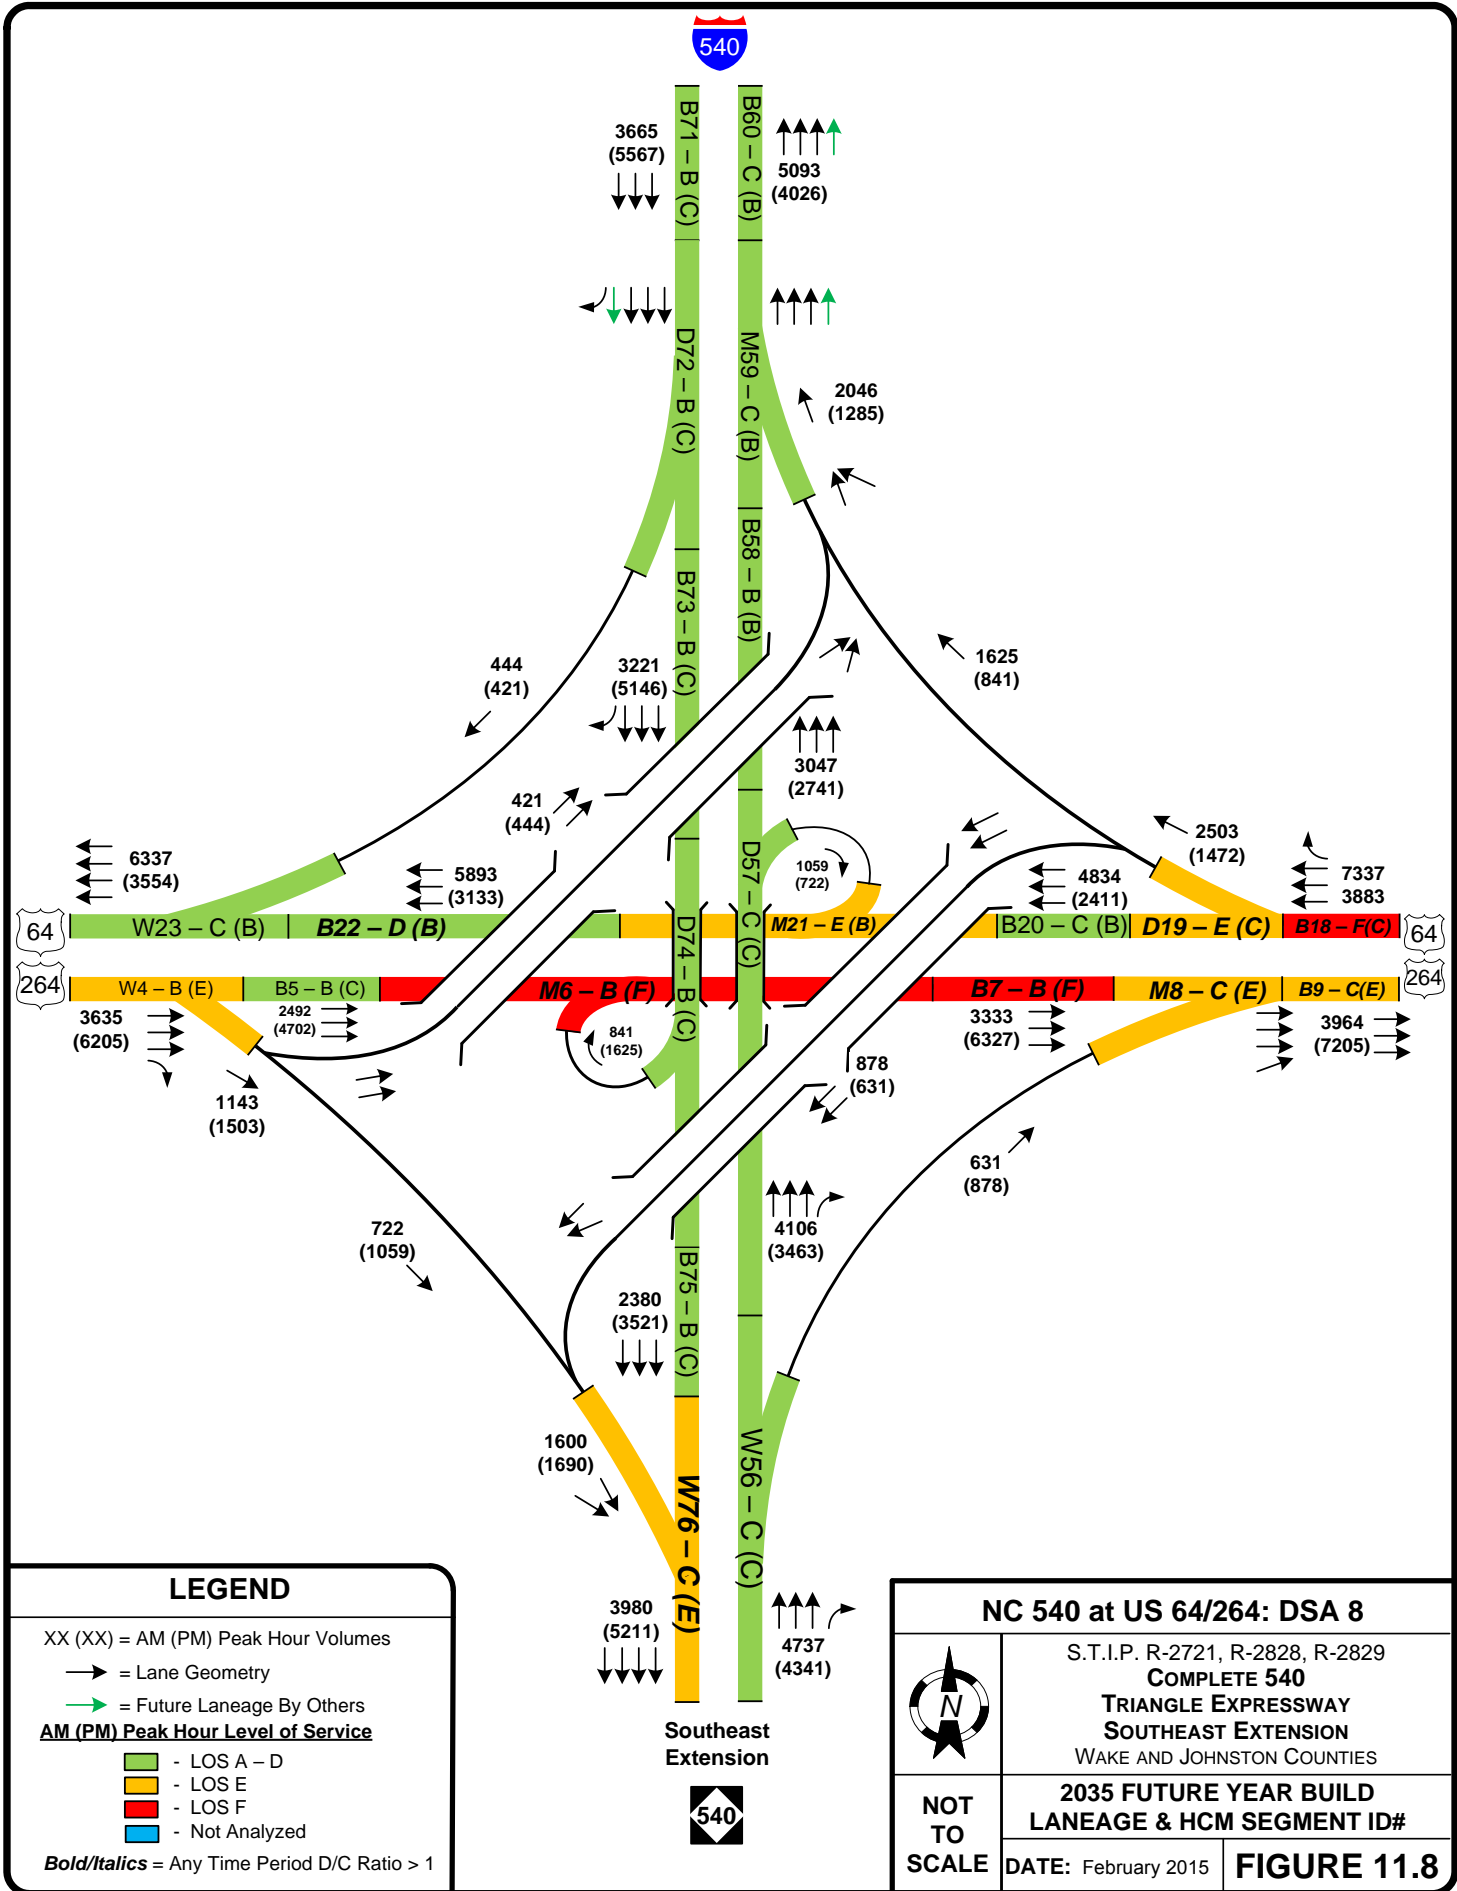 540
B71 – B (C)
B60 – C (B)
3665
(5567)
5093
(4026)
D72 – B (C)
M59 – C (B)
2046
(1285)
B73 – B (C)
B58 – B (B)
444
(421)
3221
(5146)
1625
(841)
3047
(2741)
421
(444)
6337
(3554)
5893
(3133)
1059
(722)
4834
(2411)
2503
(1472)
7337
3883
64
W23 – C (B)
B22 – D (B)
D74 – B (C)
D57 – C (C)
M21 – E (B)
B20 – C (B)
D19 – E (C)
B18 – F(C)
64
264
W4 – B (E)
B5 – B (C)
M6 – B (F)
B7 – B (F)
M8 – C (E)
B9 – C(E)
264
3635
(6205)
2492
(4702)
841
(1625)
3333
(6327)
3964
(7205)
878
(631)
1143
(1503)
631
(878)
722
(1059)
4106
(3463)
B75 – B (C)
2380
(3521)
1600
(1690)
W76 – C (E)
W56 – C (C)
3980
(5211)
4737
(4341)
Southeast
Extension
540
LEGEND
XX (XX) = AM (PM) Peak Hour Volumes
= Lane Geometry
= Future Laneage By Others
AM (PM) Peak Hour Level of Service
- LOS A – D
- LOS E
- LOS F
- Not Analyzed
Bold/Italics = Any Time Period D/C Ratio > 1
NC 540 at US 64/264: DSA 8
N
S.T.I.P. R-2721, R-2828, R-2829
COMPLETE 540
TRIANGLE EXPRESSWAY
SOUTHEAST EXTENSION
WAKE AND JOHNSTON COUNTIES
NOT
TO
SCALE
2035 FUTURE YEAR BUILD
LANEAGE & HCM SEGMENT ID#
DATE: February 2015
FIGURE 11.8